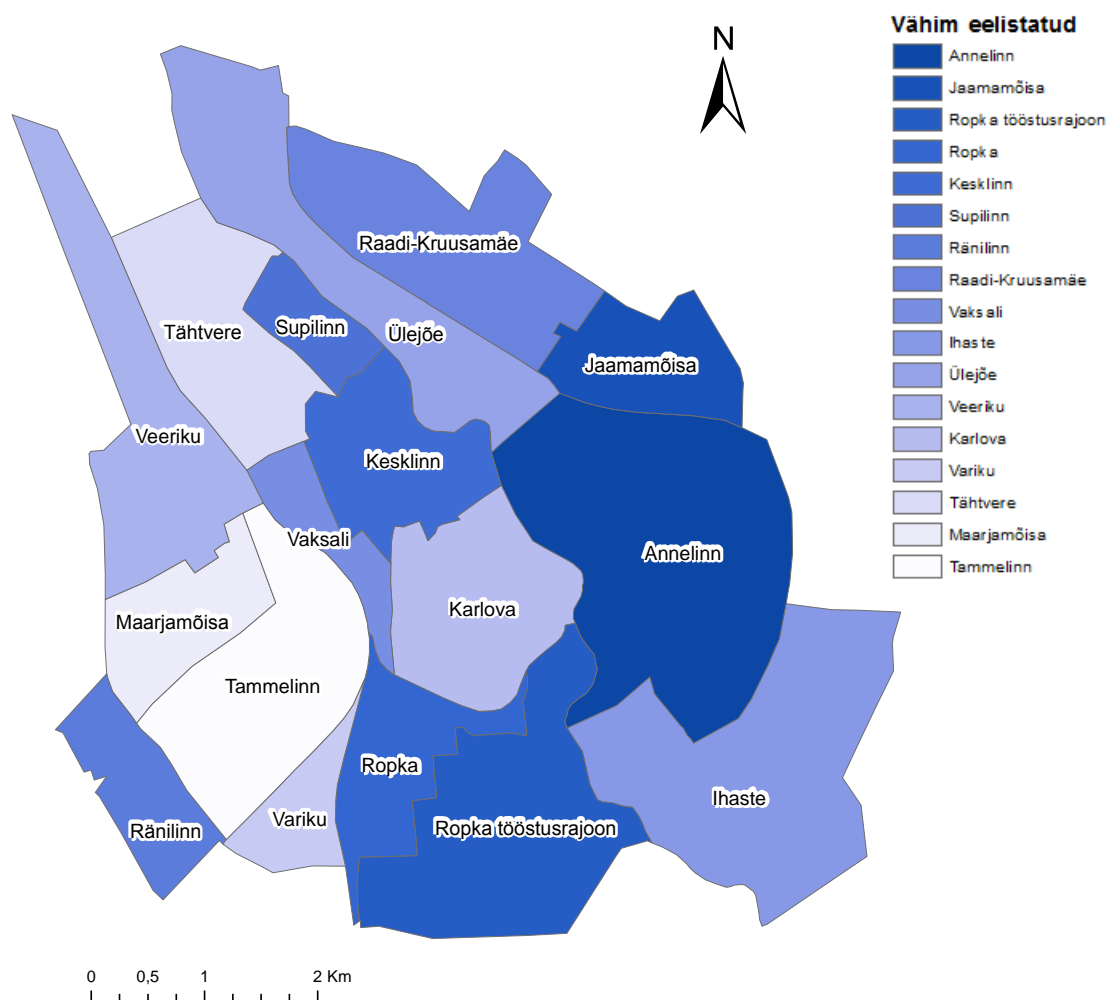 Vähim eelistatud
N
Annelinn
Jaamamõisa
Ropka tööstusrajoon
Ropka
Kesklinn
Supilinn
Ränilinn
Raadi-Kruusamäe
Vaksali
Ihaste
Ülejõe
Veeriku
Karlova
Variku
Tähtvere
Maarjamõisa
Tammelinn
Raadi-Kruusamäe
Tähtvere
Supilinn
Ülejõe
Jaamamõisa
Veeriku
Kesklinn
Vaksali
Annelinn
Karlova
Maarjamõisa
Tammelinn
Ropka
Ihaste
Variku
Ränilinn
Ropka tööstusrajoon
0 0,5 1 2 Km